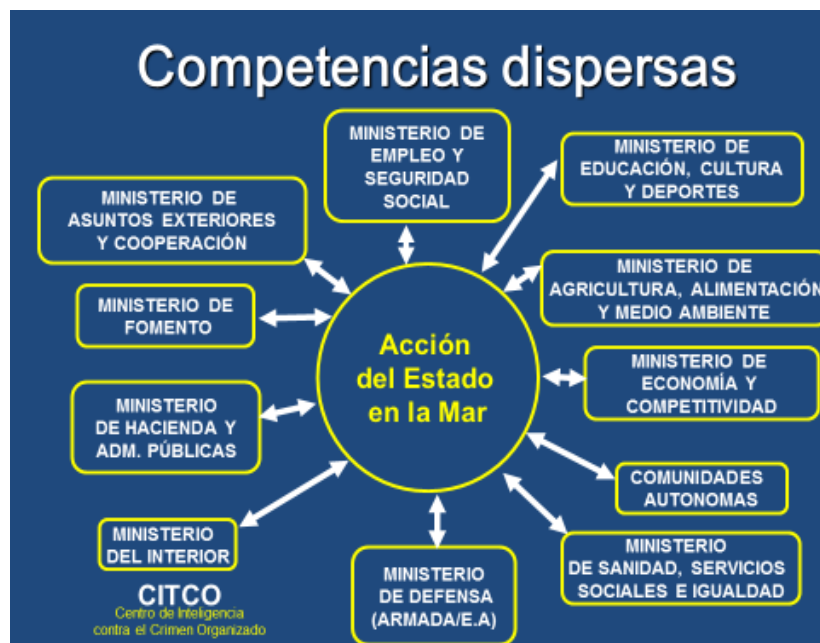 Competencias dispersas
MINISTERIO DE
EMPLEO Y
SEGURIDAD
SOCIAL
MINISTERIO DE
EDUCACIÓN, CULTURA
Y DEPORTES
MINISTERIO DE
ASUNTOS EXTERIORES
Y COOPERACIÓN
MINISTERIO DE
AGRICULTURA, ALIMENTACIÓN
Y MEDIO AMBIENTE
MINISTERIO DE
FOMENTO
Acción
del Estado
en la Mar
MINISTERIO DE
ECONOMÍA Y
COMPETITIVIDAD
MINISTERIO
DE HACIENDA Y
ADM. PÚBLICAS
COMUNIDADES
AUTONOMAS
MINISTERIO
DEL INTERIOR
MINISTERIO
DE DEFENSA
(ARMADA/E.A)
MINISTERIO
DE SANIDAD, SERVICIOS
SOCIALES E IGUALDAD
CITCO
Centro de Inteligencia
contra el Crimen Organizado